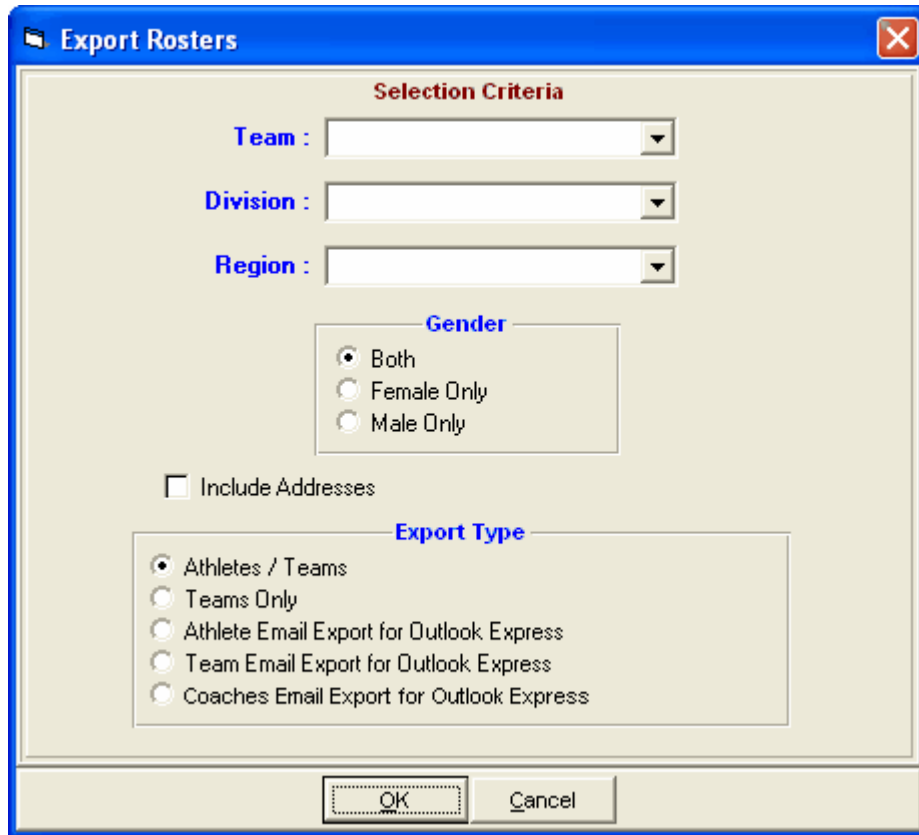 Export Rosters
Selection Criteria
Team :
Division :
Region :
Gender
Both
Female Only
Male Only
Include Addresses
Export Type
Athletes / Teams
Teams Only
Athlete Email Export for Outlook Express
Team Email Export for Outlook Express
Coaches Email Export for Outlook Express
OK Cancel